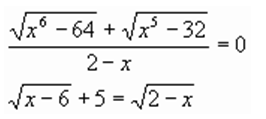 (√(x⁶ − 64) + √(x⁵ − 32)) / (2 − x) = 0
√(x − 6) + 5 = √(2 − x)